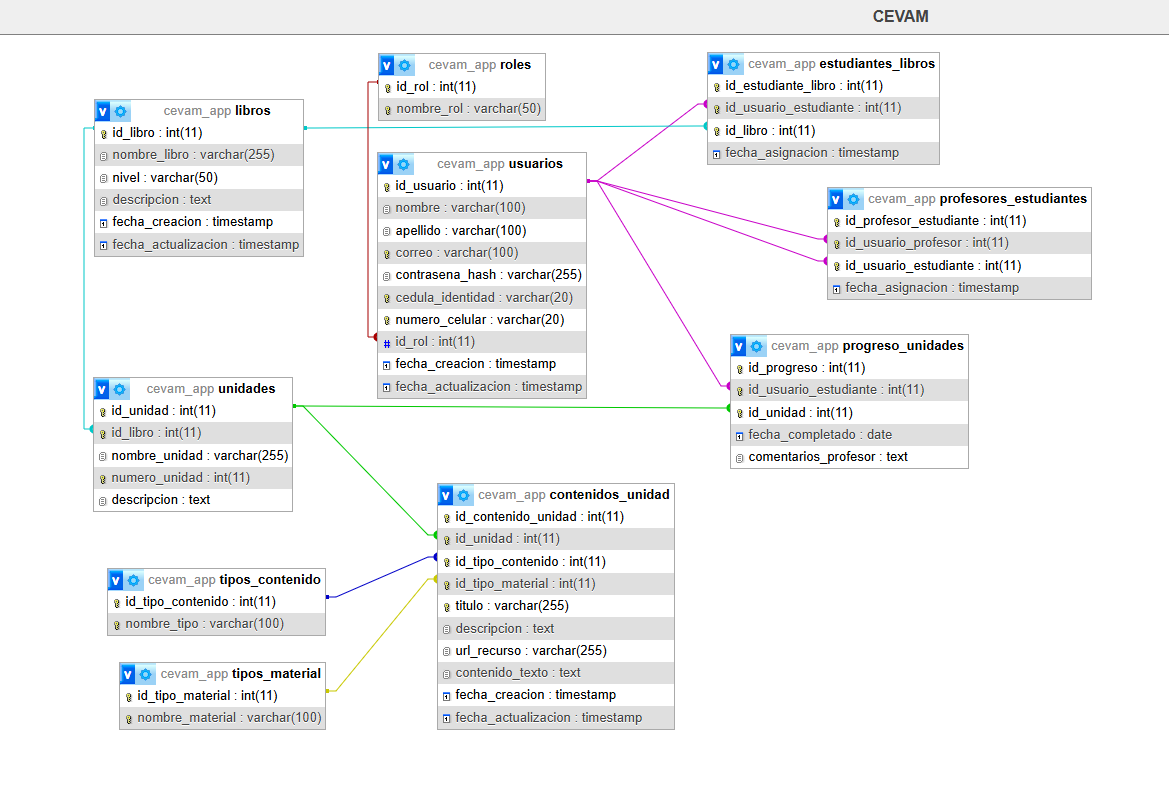 CEVAM
cevam_app roles
id_rol : int(11)
nombre_rol : varchar(50)
cevam_app estudiantes_libros
id_estudiante_libro : int(11)
id_usuario_estudiante : int(11)
id_libro : int(11)
fecha_asignacion : timestamp
cevam_app libros
id_libro : int(11)
nombre_libro : varchar(255)
nivel : varchar(50)
descripcion : text
fecha_creacion : timestamp
fecha_actualizacion : timestamp
cevam_app usuarios
id_usuario : int(11)
nombre : varchar(100)
apellido : varchar(100)
correo : varchar(100)
contrasena_hash : varchar(255)
cedula_identidad : varchar(20)
numero_celular : varchar(20)
id_rol : int(11)
fecha_creacion : timestamp
fecha_actualizacion : timestamp
cevam_app profesores_estudiantes
id_profesor_estudiante : int(11)
id_usuario_profesor : int(11)
id_usuario_estudiante : int(11)
fecha_asignacion : timestamp
cevam_app progreso_unidades
id_progreso : int(11)
id_usuario_estudiante : int(11)
id_unidad : int(11)
fecha_completado : date
comentarios_profesor : text
cevam_app unidades
id_unidad : int(11)
id_libro : int(11)
nombre_unidad : varchar(255)
numero_unidad : int(11)
descripcion : text
cevam_app contenidos_unidad
id_contenido_unidad : int(11)
id_unidad : int(11)
id_tipo_contenido : int(11)
id_tipo_material : int(11)
titulo : varchar(255)
descripcion : text
url_recurso : varchar(255)
contenido_texto : text
fecha_creacion : timestamp
fecha_actualizacion : timestamp
cevam_app tipos_contenido
id_tipo_contenido : int(11)
nombre_tipo : varchar(100)
cevam_app tipos_material
id_tipo_material : int(11)
nombre_material : varchar(100)